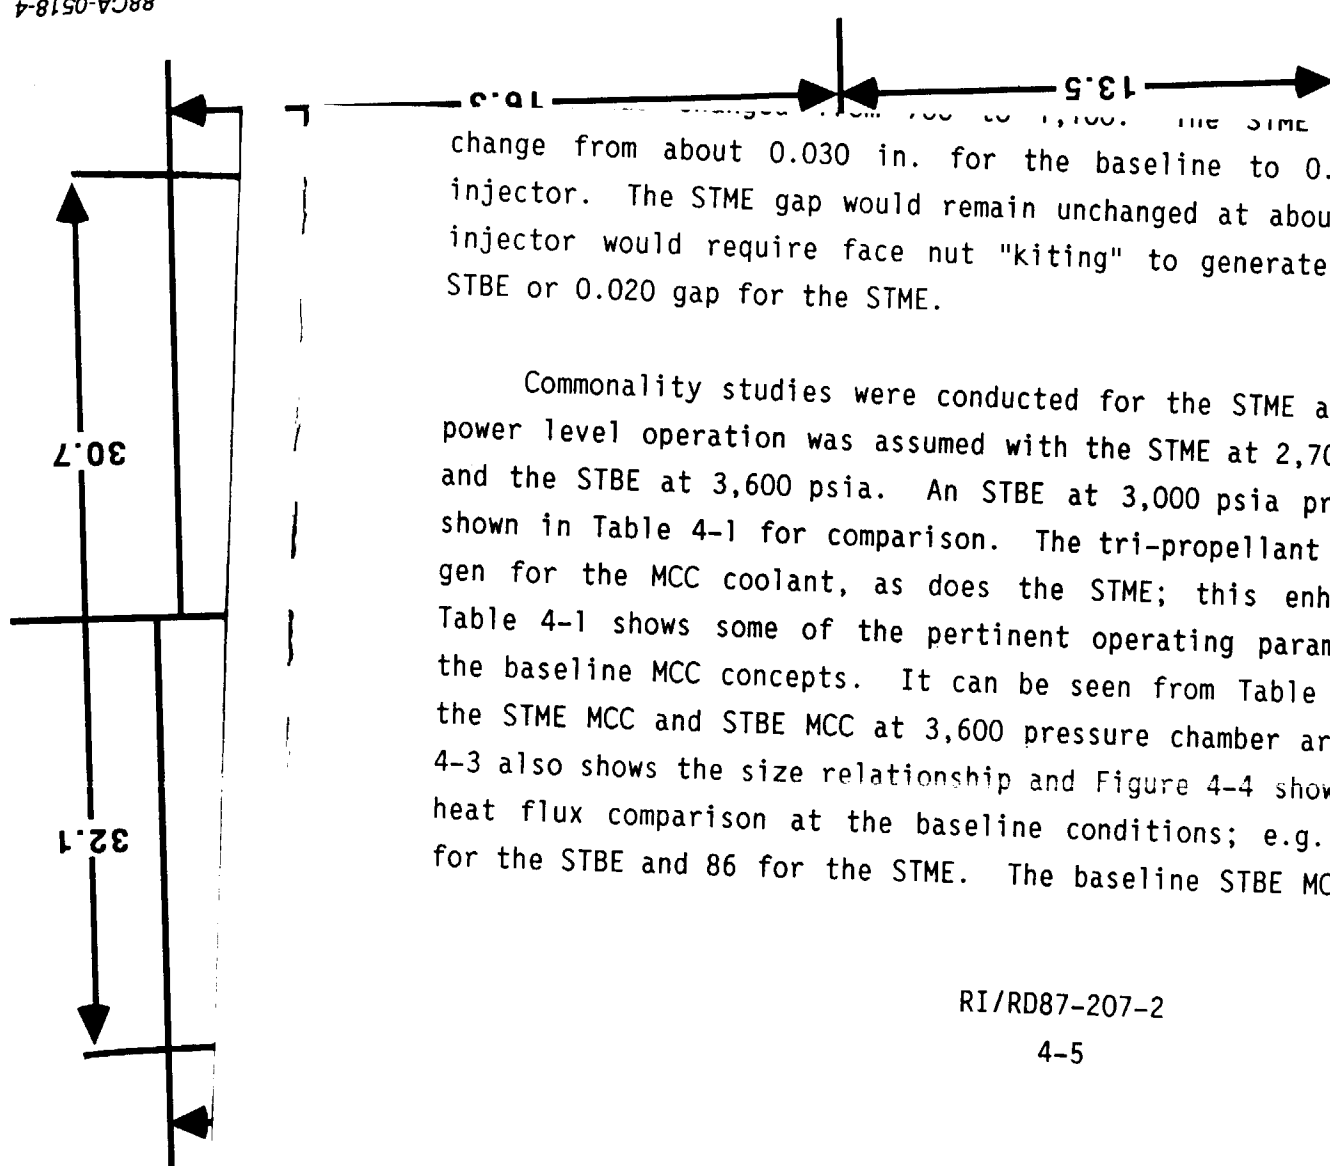 88CA-0518-4
13.5
to
change from about 0.030 in. for the baseline to 0.
injector. The STME gap would remain unchanged at abou
injector would require face nut "kiting" to generate
STBE or 0.020 gap for the STME.
Commonality studies were conducted for the STME a
power level operation was assumed with the STME at 2,70
and the STBE at 3,600 psia. An STBE at 3,000 psia pr
shown in Table 4-1 for comparison. The tri-propellant
gen for the MCC coolant, as does the STME; this enh
Table 4-1 shows some of the pertinent operating param
the baseline MCC concepts. It can be seen from Table
the STME MCC and STBE MCC at 3,600 pressure chamber ar
4-3 also shows the size relationship and Figure 4-4 show
heat flux comparison at the baseline conditions; e.g.
for the STBE and 86 for the STME. The baseline STBE MC
30.7
32.1
RI/RD87-207-2
4-5